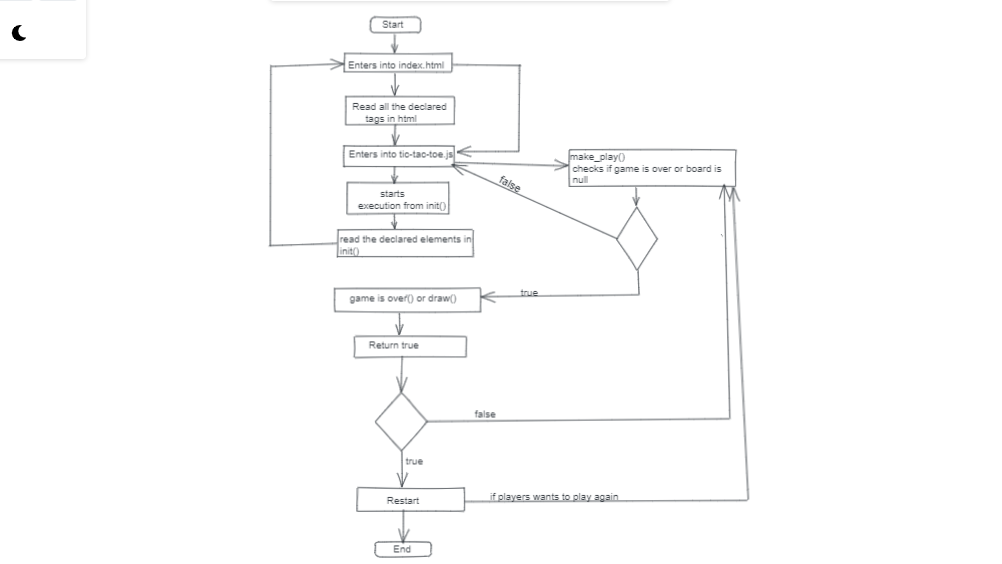 Start
Enters into index.html
Read all the declared
tags in html
Enters into tic-tac-toe.js
make_play()
checks if game is over or board is
null
false
starts
execution from init()
read the declared elements in
init()
true
game is over() or draw()
Return true
false
true
Restart
if players wants to play again
End